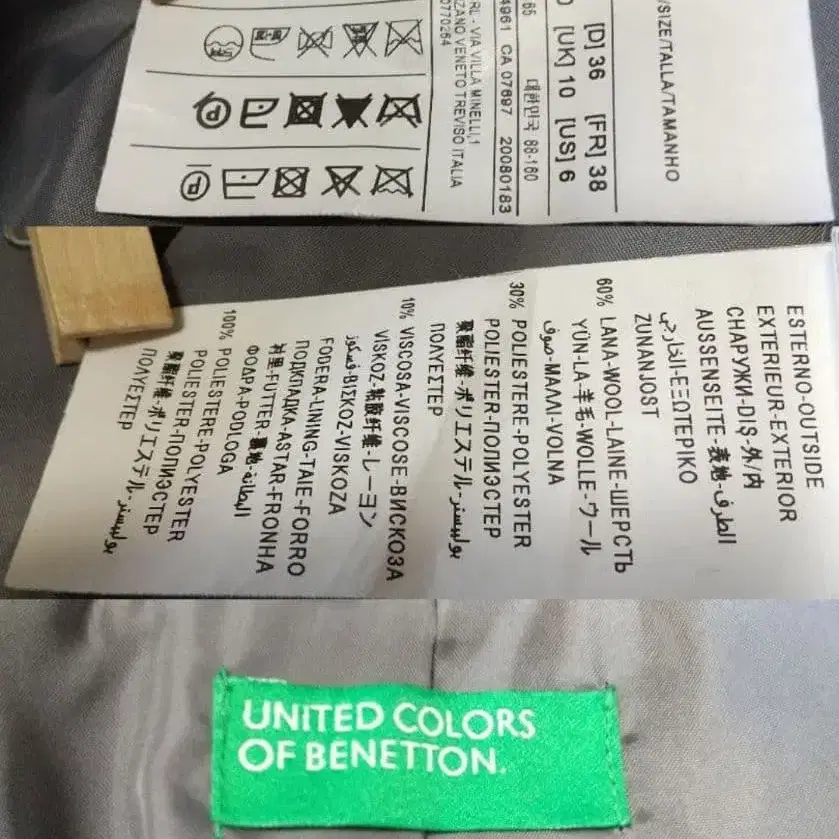 /SIZE/TALLA/TAMANHO
[D] 36 [FR] 38
[UK] 10 [US] 6
대한민국 88-160
4961 CA 07697 20080183
RL - VIA VILLA MINELLI,1
ZANO VENETO TREVISO ITALIA
0770264
ESTERNO-OUTSIDE
EXTERIEUR-EXTERIOR
СНАРУЖИ-DIŞ-外/内
AUSSENSEITE-表地-الطرف
الخارجي-ΕΞΩΤΕΡΙΚΟ
ZUNANJOST
60% LANA-WOOL-LAINE-ШЕРСТЬ
YÜN-LA-羊毛-WOLLE-ウール
صوف-ΜΑΛΛΙ-VOLNA
30% POLIESTERE-POLYESTER
POLIESTER-ПОЛИЭСТЕР
聚酯纤维-ポリエステル-بوليستر
ΠΟΛΥΕΣΤΕΡ
10% VISCOSA-VISCOSE-ВИСКОЗА
VİSKOZ-粘胶纤维-レーヨン
فسكوز-ΒΙΣΚΟΖ-VISKOZA
FODERA-LINING-TAIE-FORRO
ПОДКЛАДКА-ASTAR-FRONHA
衬里-FUTTER-裏地-البطانة
ΦΟΔΡΑ-PODLOGA
100% POLIESTERE-POLYESTER
POLIESTER-ПОЛИЭСТЕР
聚酯纤维-ポリエステル-بوليستر
ΠΟΛΥΕΣΤΕΡ
UNITED COLORS
OF BENETTON.